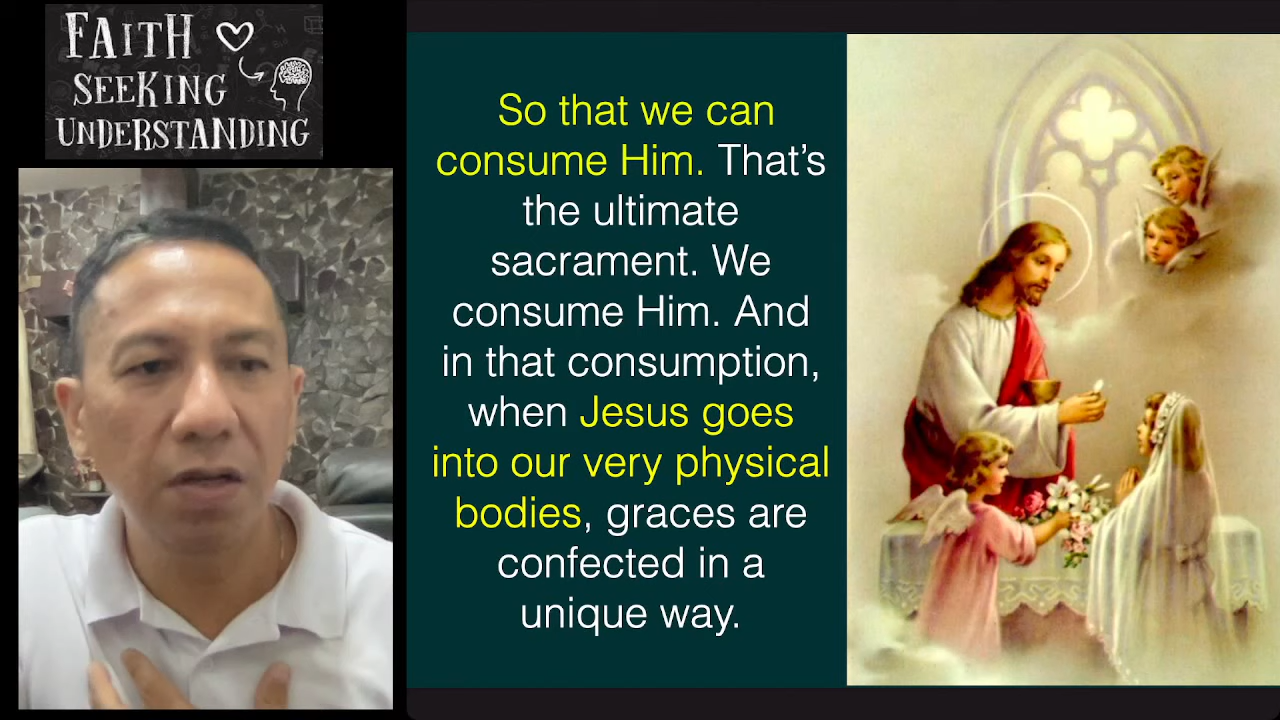 FAITH
SEEKING
UNDERSTANDING
So that we can
consume Him. That’s
the ultimate
sacrament. We
consume Him. And
in that consumption,
when Jesus goes
into our very physical
bodies, graces are
confected in a
unique way.